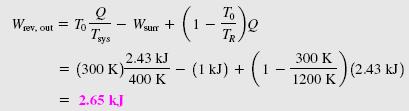 W_rev, out = T_0 Q/T_sys − W_surr + (1 − T_0/T_R)Q
= (300 K) 2.43 kJ/400 K − (1 kJ) + (1 − 300 K/1200 K)(2.43 kJ)
= 2.65 kJ